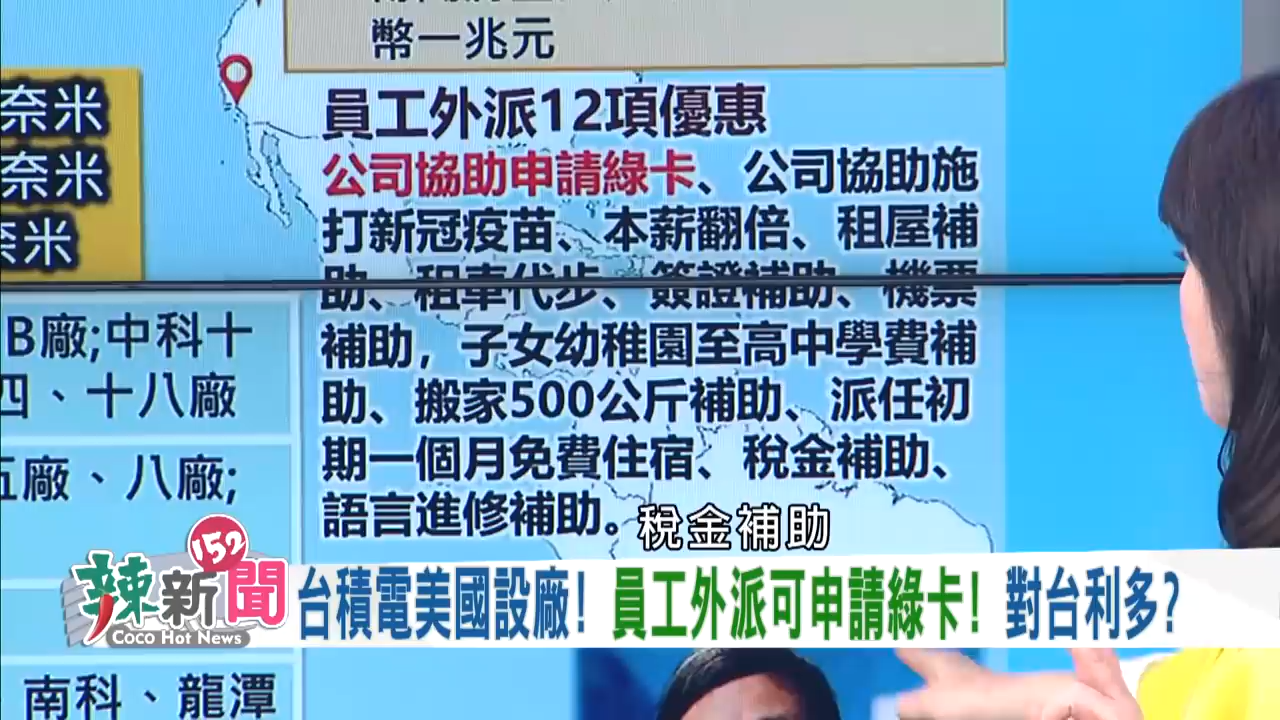 幣一兆元
奈米
奈米
奈米
員工外派12項優惠
公司協助申請綠卡、公司協助施
打新冠疫苗、本薪翻倍、租屋補
助、租車代步、簽證補助、機票
補助，子女幼稚園至高中學費補
助、搬家500公斤補助、派任初
期一個月免費住宿、稅金補助、
語言進修補助。
B廠;中科十
四、十八廠
五廠、八廠;
南科、龍潭
稅金補助
152
辣新聞
Coco Hot News
台積電美國設廠! 員工外派可申請綠卡! 對台利多?